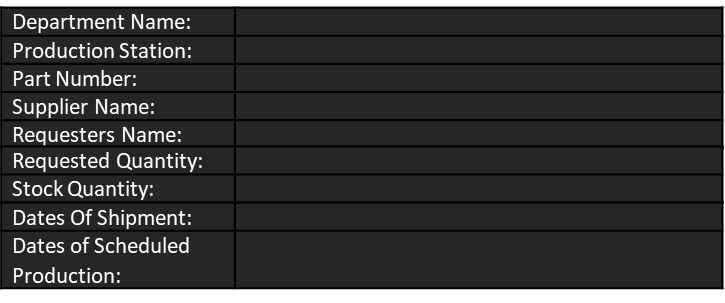 Department Name:
Production Station:
Part Number:
Supplier Name:
Requesters Name:
Requested Quantity:
Stock Quantity:
Dates Of Shipment:
Dates of Scheduled
Production: